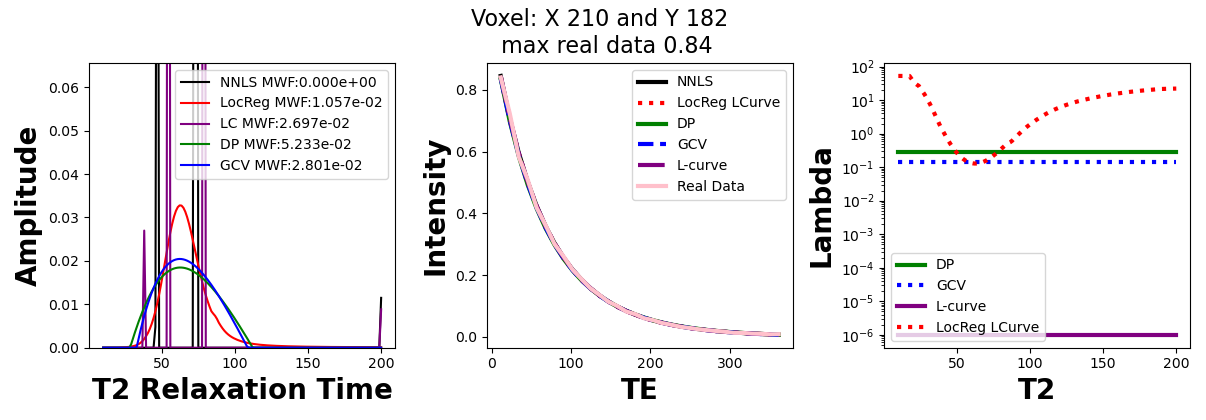 Voxel: X 210 and Y 182
max real data 0.84
Amplitude
0.06
0.05
0.04
0.03
0.02
0.01
0.00
NNLS MWF:0.000e+00
LocReg MWF:1.057e-02
LC MWF:2.697e-02
DP MWF:5.233e-02
GCV MWF:2.801e-02
50
100
150
200
T2 Relaxation Time
Intensity
0.8
0.6
0.4
0.2
0.0
NNLS
LocReg LCurve
DP
GCV
L-curve
Real Data
0
100
200
300
TE
Lambda
10^2
10^1
10^0
10^-1
10^-2
10^-3
10^-4
10^-5
10^-6
DP
GCV
L-curve
LocReg LCurve
50
100
150
200
T2